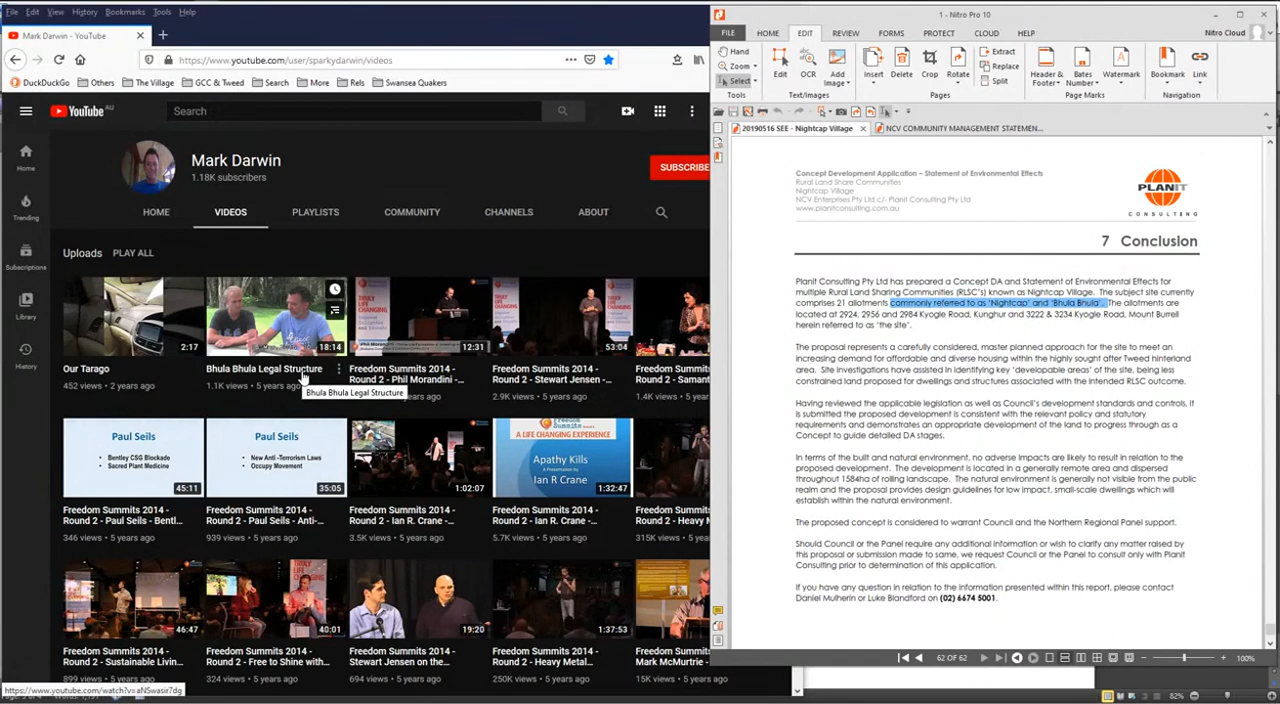 File Edit View History Bookmarks Tools Help
Mark Darwin - YouTube
https://www.youtube.com/user/sparkydarwin/videos
DuckDuckGo Others The Village GCC & Tweed Search More Rels Swansea Quakers
YouTube AU
Search
Home
Trending
Subscriptions
Library
History
Mark Darwin
1.18K subscribers
SUBSCRIBE
HOME VIDEOS PLAYLISTS COMMUNITY CHANNELS ABOUT
Uploads PLAY ALL
2:17
18:14
12:31
53:04
Our Tarago
452 views • 2 years ago
Bhula Bhula Legal Structure
1.1K views • 5 years ago
Bhula Bhula Legal Structure
Freedom Summits 2014 -
Round 2 - Phil Morandini -...
years ago
Freedom Summits 2014 -
Round 2 - Stewart Jensen -...
2.9K views • 5 years ago
Freedom Summits
Round 2 - Saman
1.4K views • 5 yea
Paul Seils
• Bentley CSG Blockade
• Sacred Plant Medicine
45:11
Paul Seils
• New Anti-Terrorism Laws
• Occupy Movement
35:05
1:02:07
Freedom Summits
A LIFE CHANGING EXPERIENCE
Apathy Kills
A Presentation by
Ian R Crane
1:32:47
Freedom Summits 2014 -
Round 2 - Paul Seils - Bentl...
346 views • 5 years ago
Freedom Summits 2014 -
Round 2 - Paul Seils - Anti-...
939 views • 5 years ago
Freedom Summits 2014 -
Round 2 - Ian R. Crane -...
3.5K views • 5 years ago
Freedom Summits 2014 -
Round 2 - Ian R. Crane -...
5.7K views • 5 years ago
Freedom Summits
Round 2 - Heavy M
315K views • 5 yea
46:47
40:01
19:20
1:37:53
Freedom Summits 2014 -
Round 2 - Sustainable Livin...
899 views • 5 years ago
Freedom Summits 2014 -
Round 2 - Free to Shine with...
324 views • 5 years ago
Freedom Summits 2014 -
Stewart Jensen on the...
694 views • 5 years ago
Freedom Summits 2014 -
Round 2 - Heavy Metal...
250K views • 5 years ago
Freedom Summits
Mark McMurtrie -
15K views • 5 year
https://www.youtube.com/watch?v=aNSwasir7dg
1 - Nitro Pro 10
FILE HOME EDIT REVIEW FORMS PROTECT CLOUD HELP
Nitro Cloud
Hand
Zoom
Select
Tools
Edit OCR Add Image
Text/Images
Insert Delete Crop Rotate
Extract
Replace
Split
Pages
Header & Footer Bates Number Watermark
Page Marks
Bookmark Link
Navigation
20190516 SEE - Nightcap Village NCV COMMUNITY MANAGEMENT STATEMEN...
Concept Development Application – Statement of Environmental Effects
Rural Land Share Communities
Nightcap Village
NCV Enterprises Pty Ltd c/- Planit Consulting Pty Ltd
www.planitconsulting.com.au
PLANIT
CONSULTING
7 Conclusion
Planit Consulting Pty Ltd has prepared a Concept DA and Statement of Environmental Effects for
multiple Rural Land Sharing Communities (RLSC's) known as Nightcap Village. The subject site currently
comprises 21 allotments commonly referred to as 'Nightcap' and 'Bhula Bhula'. The allotments are
located at 2924, 2956 and 2984 Kyogle Road, Kunghur and 3222 & 3234 Kyogle Road, Mount Burrell
herein referred to as 'the site'.
The proposal represents a carefully considered, master planned approach for the site to meet an
increasing demand for affordable and diverse housing within the highly sought after Tweed hinterland
area. Site investigations have assisted in identifying key 'developable areas' of the site, being less
constrained land proposed for dwellings and structures associated with the intended RLSC outcome.
Having reviewed the applicable legislation as well as Council's development standards and controls, it
is submitted the proposed development is consistent with the relevant policy and statutory
requirements and demonstrates an appropriate development of the land to progress through as a
Concept to guide detailed DA stages.
In terms of the built and natural environment, no adverse impacts are likely to result in relation to the
proposed development. The development is located in a generally remote area and dispersed
throughout 1584ha of rolling landscape. The natural environment is generally not visible from the public
realm and the proposal provides design guidelines for low impact, small-scale dwellings which will
establish within the natural environment.
The proposed concept is considered to warrant Council and the Northern Regional Panel support.
Should Council or the Panel require any additional information or wish to clarify any matter raised by
this proposal or submission made to same, we request Council or the Panel to consult only with Planit
Consulting prior to determination of this application.
If you have any question in relation to the information presented within this report, please contact
Daniel Mulherin or Luke Blandford on (02) 6674 5001.
62 OF 62
100%
82%